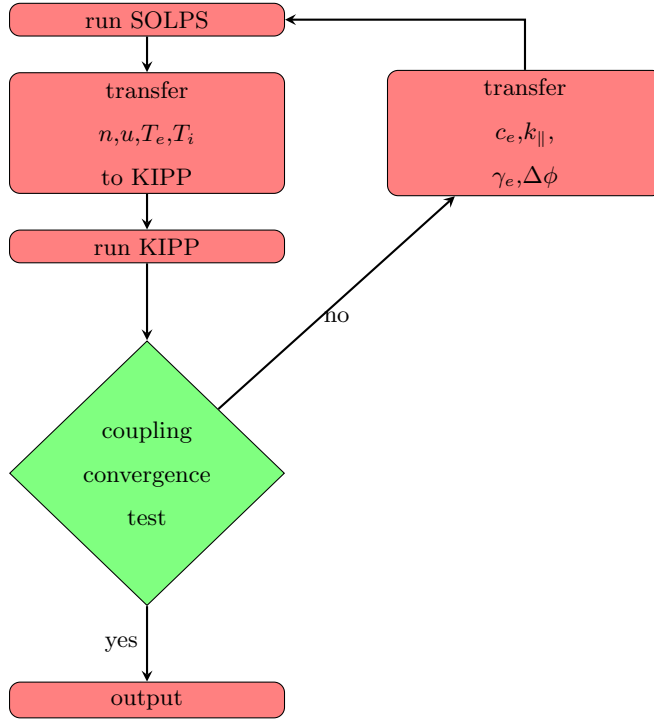 run SOLPS
transfer
n,u,T_e,T_i
to KIPP
run KIPP
coupling
convergence
test
yes
output
no
transfer
c_e,k_∥,
γ_e,Δϕ